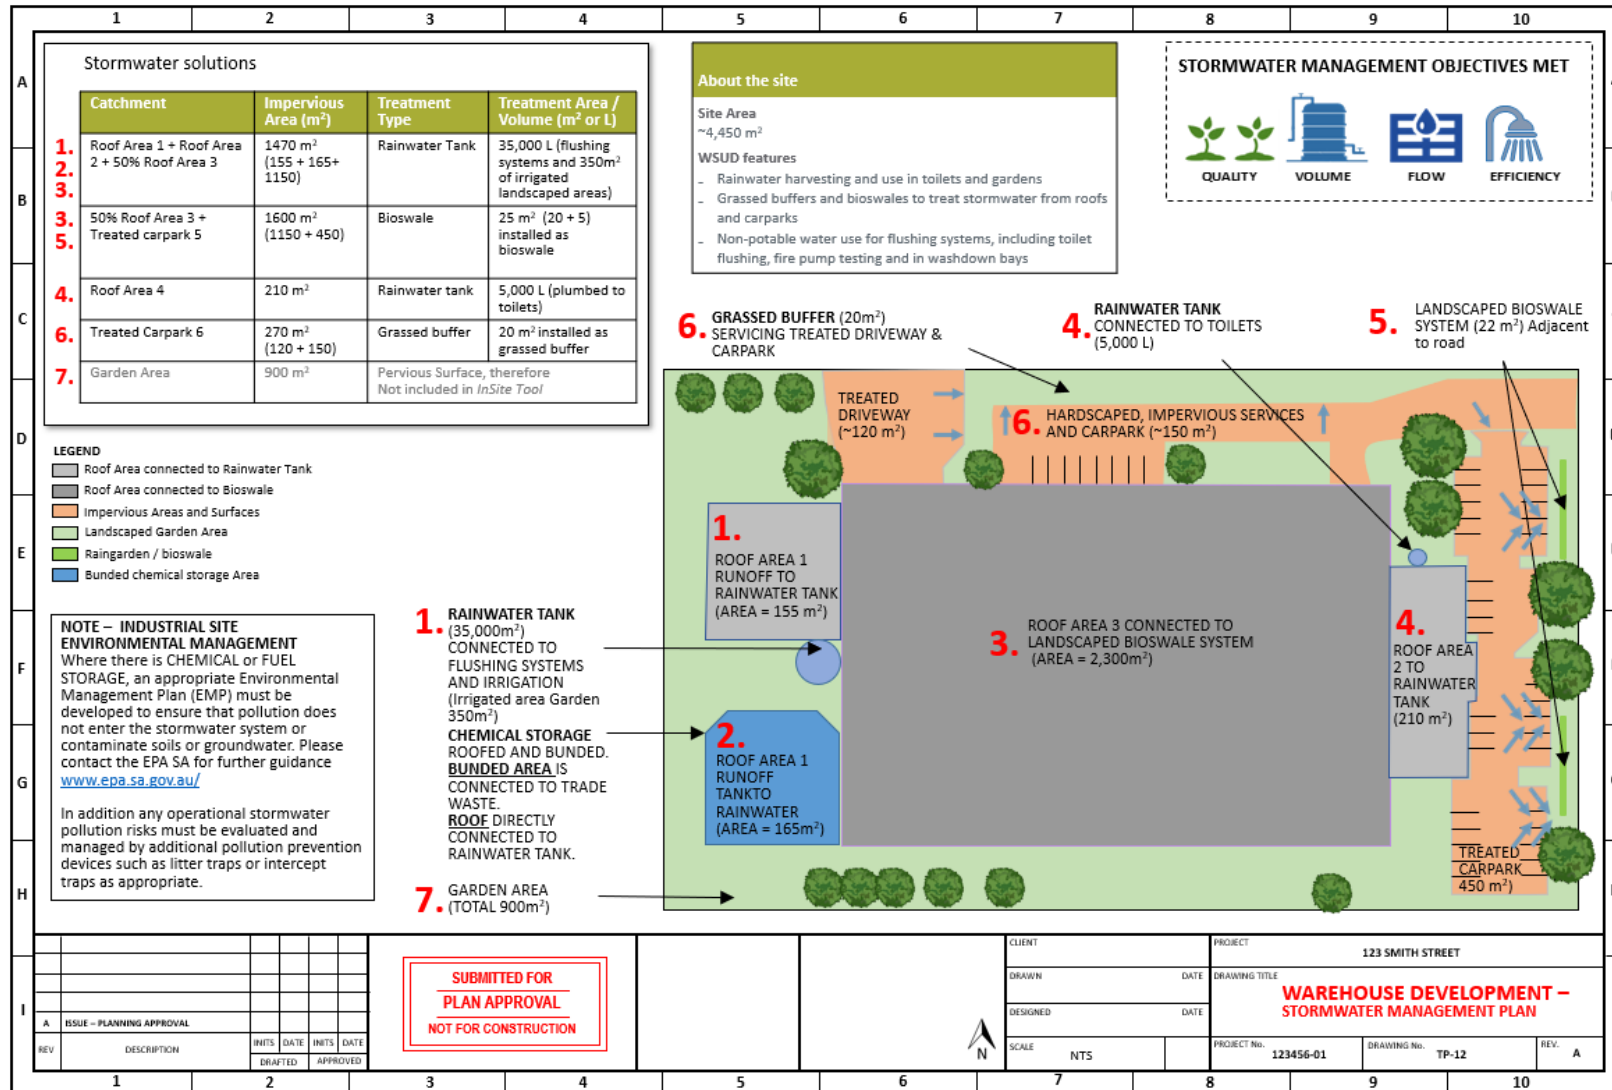 1 2 3 4 5 6 7 8 9 10
A
B
C
D
E
F
G
H
I
Stormwater solutions
Catchment
Impervious
Area (m²)
Treatment
Type
Treatment Area /
Volume (m² or L)
1.
2.
3.
Roof Area 1 + Roof Area
2 + 50% Roof Area 3
1470 m²
(155 + 165+
1150)
Rainwater Tank
35,000 L (flushing
systems and 350m²
of irrigated
landscaped areas)
3.
5.
50% Roof Area 3 +
Treated carpark 5
1600 m²
(1150 + 450)
Bioswale
25 m² (20 + 5)
installed as
bioswale
4.
Roof Area 4
210 m²
Rainwater tank
5,000 L (plumbed to
toilets)
6.
Treated Carpark 6
270 m²
(120 + 150)
Grassed buffer
20 m² installed as
grassed buffer
7.
Garden Area
900 m²
Pervious Surface, therefore
Not included in InSite Tool
About the site
Site Area
~4,450 m²
WSUD features
- Rainwater harvesting and use in toilets and gardens
- Grassed buffers and bioswales to treat stormwater from roofs
and carparks
- Non-potable water use for flushing systems, including toilet
flushing, fire pump testing and in washdown bays
STORMWATER MANAGEMENT OBJECTIVES MET
QUALITY VOLUME FLOW EFFICIENCY
6. GRASSED BUFFER (20m²)
SERVICING TREATED DRIVEWAY &
CARPARK
4. RAINWATER TANK
CONNECTED TO TOILETS
(5,000 L)
5. LANDSCAPED BIOSWALE
SYSTEM (22 m²) Adjacent
to road
LEGEND
Roof Area connected to Rainwater Tank
Roof Area connected to Bioswale
Impervious Areas and Surfaces
Landscaped Garden Area
Raingarden / bioswale
Bunded chemical storage Area
TREATED
DRIVEWAY
(~120 m²)
6. HARDSCAPED, IMPERVIOUS SERVICES
AND CARPARK (~150 m²)
1.
ROOF AREA 1
RUNOFF TO
RAINWATER TANK
(AREA = 155 m²)
3. ROOF AREA 3 CONNECTED TO
LANDSCAPED BIOSWALE SYSTEM
(AREA = 2,300m²)
4.
ROOF AREA
2 TO
RAINWATER
TANK
(210 m²)
2.
ROOF AREA 1
RUNOFF
TANKTO
RAINWATER
(AREA = 165m²)
TREATED
CARPARK
450 m²)
NOTE – INDUSTRIAL SITE
ENVIRONMENTAL MANAGEMENT
Where there is CHEMICAL or FUEL
STORAGE, an appropriate Environmental
Management Plan (EMP) must be
developed to ensure that pollution does
not enter the stormwater system or
contaminate soils or groundwater. Please
contact the EPA SA for further guidance
www.epa.sa.gov.au/
In addition any operational stormwater
pollution risks must be evaluated and
managed by additional pollution prevention
devices such as litter traps or intercept
traps as appropriate.
1. RAINWATER TANK
(35,000m²)
CONNECTED TO
FLUSHING SYSTEMS
AND IRRIGATION
(Irrigated area Garden
350m²)
CHEMICAL STORAGE
ROOFED AND BUNDED.
BUNDED AREA IS
CONNECTED TO TRADE
WASTE.
ROOF DIRECTLY
CONNECTED TO
RAINWATER TANK.
7. GARDEN AREA
(TOTAL 900m²)
A ISSUE – PLANNING APPROVAL
REV DESCRIPTION INITS DATE INITS DATE
DRAFTED APPROVED
SUBMITTED FOR
PLAN APPROVAL
NOT FOR CONSTRUCTION
N
CLIENT
DRAWN DATE
DESIGNED DATE
SCALE NTS
PROJECT 123 SMITH STREET
DRAWING TITLE
WAREHOUSE DEVELOPMENT –
STORMWATER MANAGEMENT PLAN
PROJECT No. 123456-01 DRAWING No. TP-12 REV. A
1 2 3 4 5 6 7 8 9 10